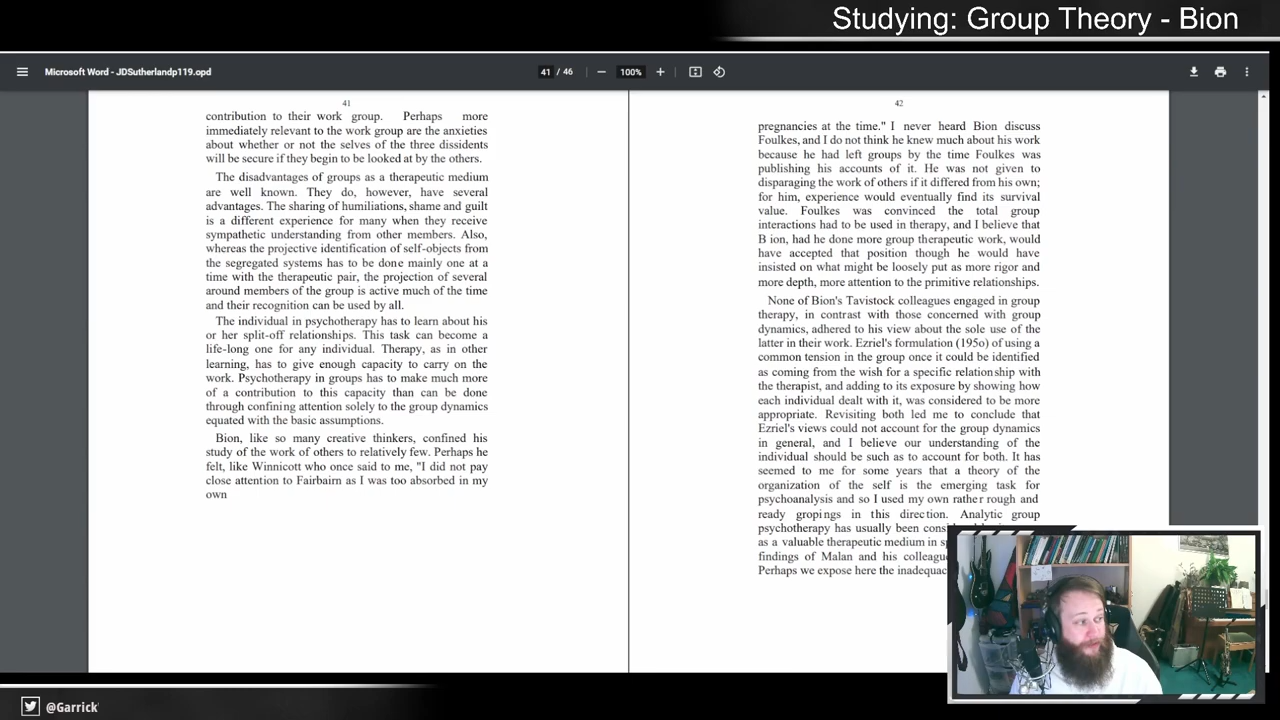 Studying: Group Theory - Bion
Microsoft Word - JDSutherlandp119.opd
41 / 46
100%
41
contribution to their work group. Perhaps more
immediately relevant to the work group are the anxieties
about whether or not the selves of the three dissidents
will be secure if they begin to be looked at by the others.
The disadvantages of groups as a therapeutic medium
are well known. They do, however, have several
advantages. The sharing of humiliations, shame and guilt
is a different experience for many when they receive
sympathetic understanding from other members. Also,
whereas the projective identification of self-objects from
the segregated systems has to be done mainly one at a
time with the therapeutic pair, the projection of several
around members of the group is active much of the time
and their recognition can be used by all.
The individual in psychotherapy has to learn about his
or her split-off relationships. This task can become a
life-long one for any individual. Therapy, as in other
learning, has to give enough capacity to carry on the
work. Psychotherapy in groups has to make much more
of a contribution to this capacity than can be done
through confining attention solely to the group dynamics
equated with the basic assumptions.
Bion, like so many creative thinkers, confined his
study of the work of others to relatively few. Perhaps he
felt, like Winnicott who once said to me, "I did not pay
close attention to Fairbairn as I was too absorbed in my
own
42
pregnancies at the time." I never heard Bion discuss
Foulkes, and I do not think he knew much about his work
because he had left groups by the time Foulkes was
publishing his accounts of it. He was not given to
disparaging the work of others if it differed from his own;
for him, experience would eventually find its survival
value. Foulkes was convinced the total group
interactions had to be used in therapy, and I believe that
B ion, had he done more group therapeutic work, would
have accepted that position though he would have
insisted on what might be loosely put as more rigor and
more depth, more attention to the primitive relationships.
None of Bion's Tavistock colleagues engaged in group
therapy, in contrast with those concerned with group
dynamics, adhered to his view about the sole use of the
latter in their work. Ezriel's formulation (195o) of using a
common tension in the group once it could be identified
as coming from the wish for a specific relationship with
the therapist, and adding to its exposure by showing how
each individual dealt with it, was considered to be more
appropriate. Revisiting both led me to conclude that
Ezriel's views could not account for the group dynamics
in general, and I believe our understanding of the
individual should be such as to account for both. It has
seemed to me for some years that a theory of the
organization of the self is the emerging task for
psychoanalysis and so I used my own rather rough and
ready gropings in this direction. Analytic group
psychotherapy has usually been
as a valuable therapeutic medium in
findings of Malan and his
Perhaps we expose here the
@Garrick